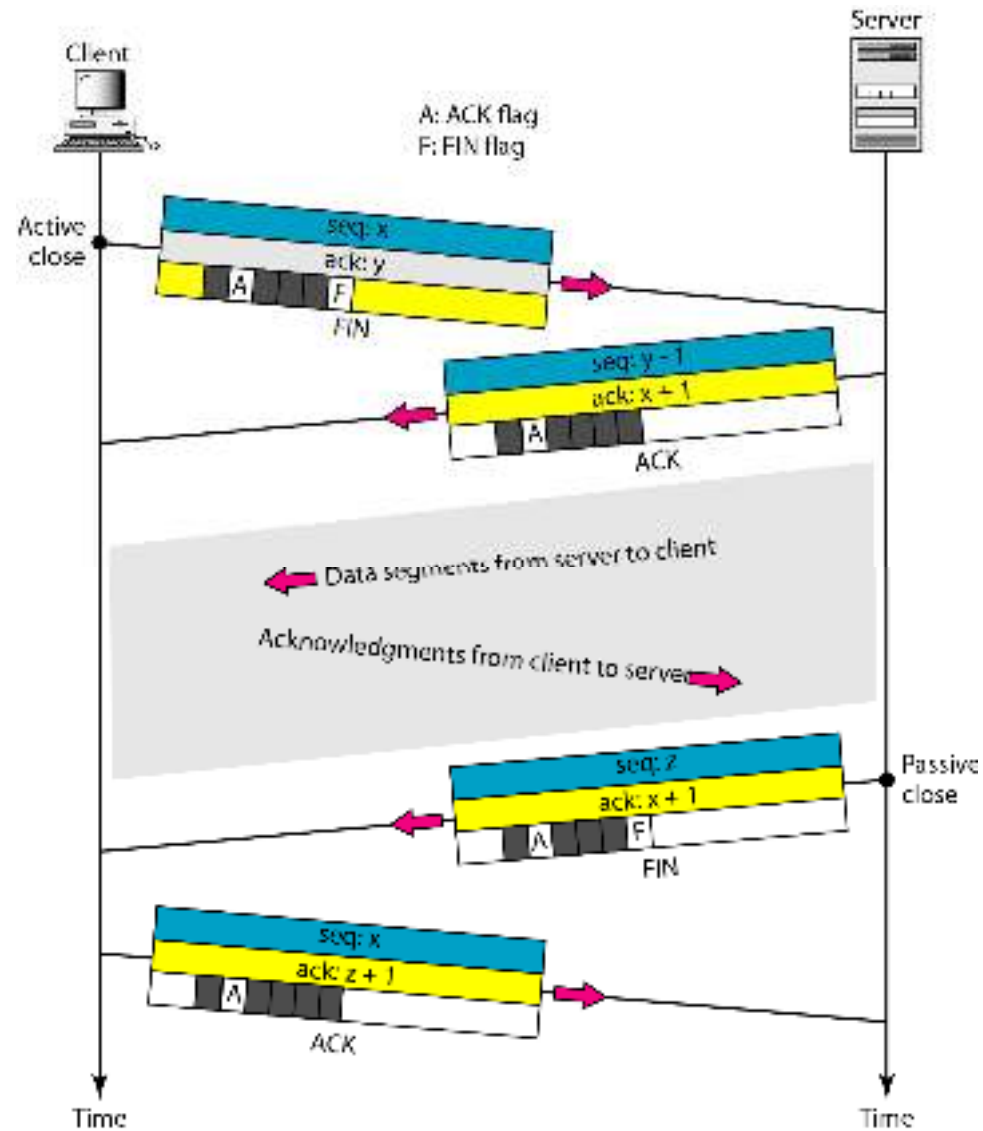 Server
Client
A: ACK flag
F: FIN flag
Active
close
seq: x
ack: y
A
F
FIN
seq: y - 1
ack: x + 1
A
ACK
Data segments from server to client
Acknowledgments from client to server
seq: z
ack: x + 1
A
F
FIN
Passive
close
seq: x
ack: z + 1
A
ACK
Time
Time